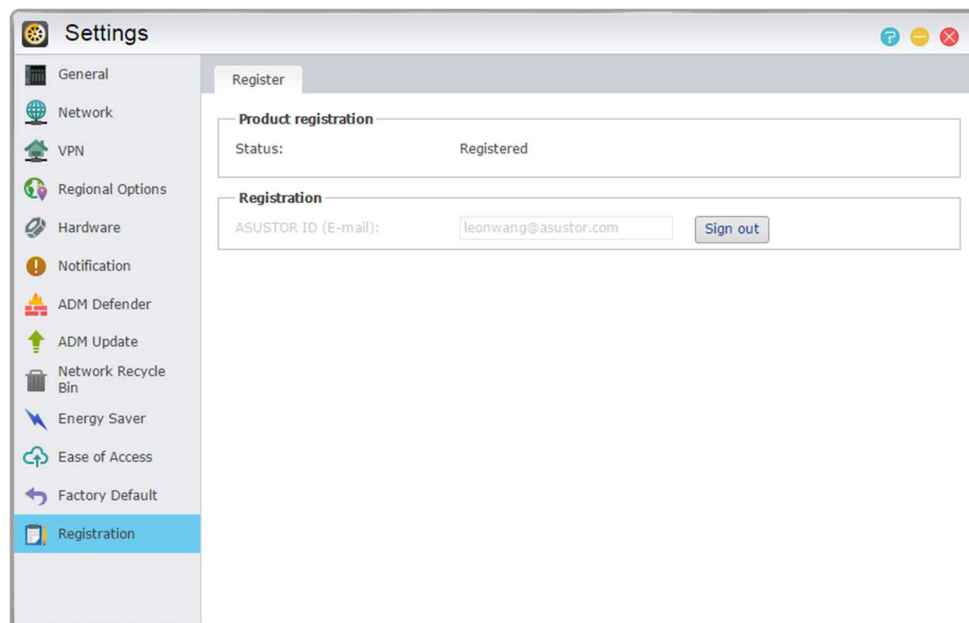 Settings
General
Network
VPN
Regional Options
Hardware
Notification
ADM Defender
ADM Update
Network Recycle
Bin
Energy Saver
Ease of Access
Factory Default
Registration
Register
Product registration
Status: Registered
Registration
ASUSTOR ID (E-mail): leonwang@asustor.com Sign out